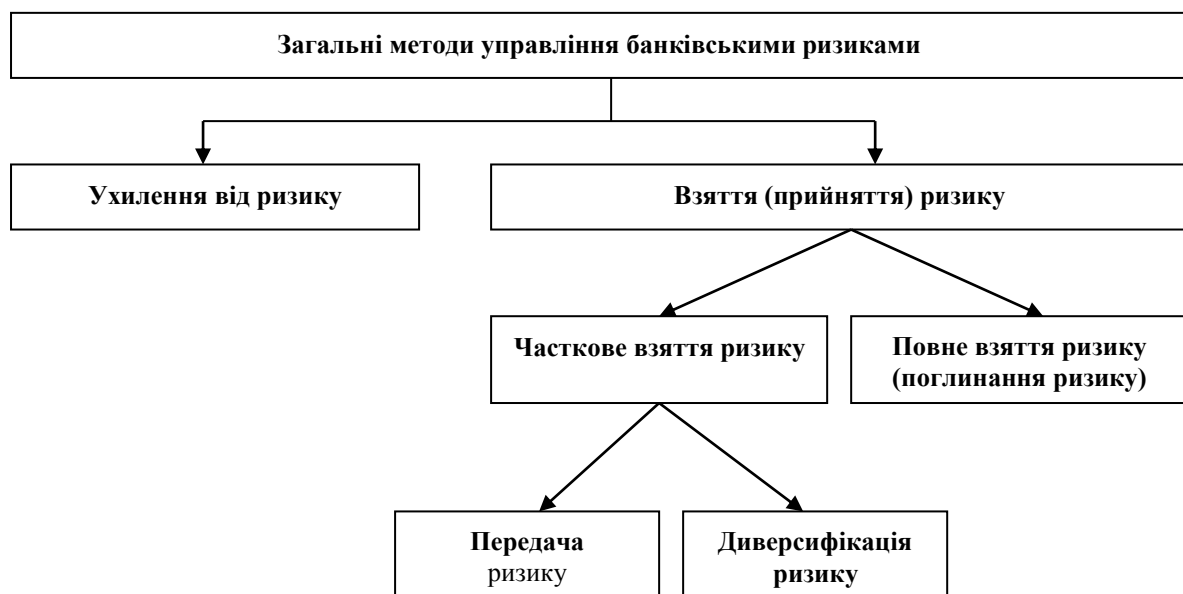 Загальні методи управління банківськими ризиками
Ухилення від ризику
Взяття (прийняття) ризику
Часткове взяття ризику
Повне взяття ризику
(поглинання ризику)
Передача
ризику
Диверсифікація
ризику